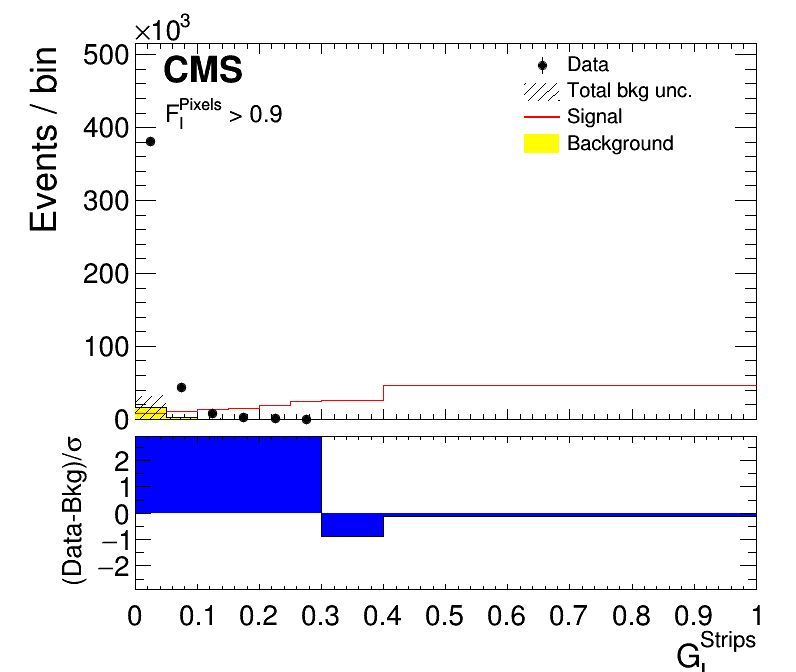 ×10³
500
400
300
200
100
0
Events / bin
CMS
F_I^Pixels > 0.9
Data
Total bkg unc.
Signal
Background
2
1
0
−1
−2
(Data-Bkg)/σ
0 0.1 0.2 0.3 0.4 0.5 0.6 0.7 0.8 0.9 1
G_I^Strips